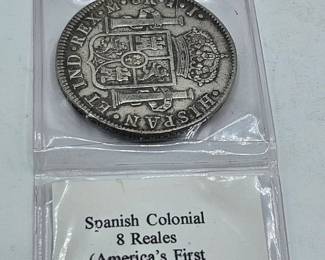 · HISPAN · ET IND · REX ·
Spanish Colonial
8 Reales
(America's First